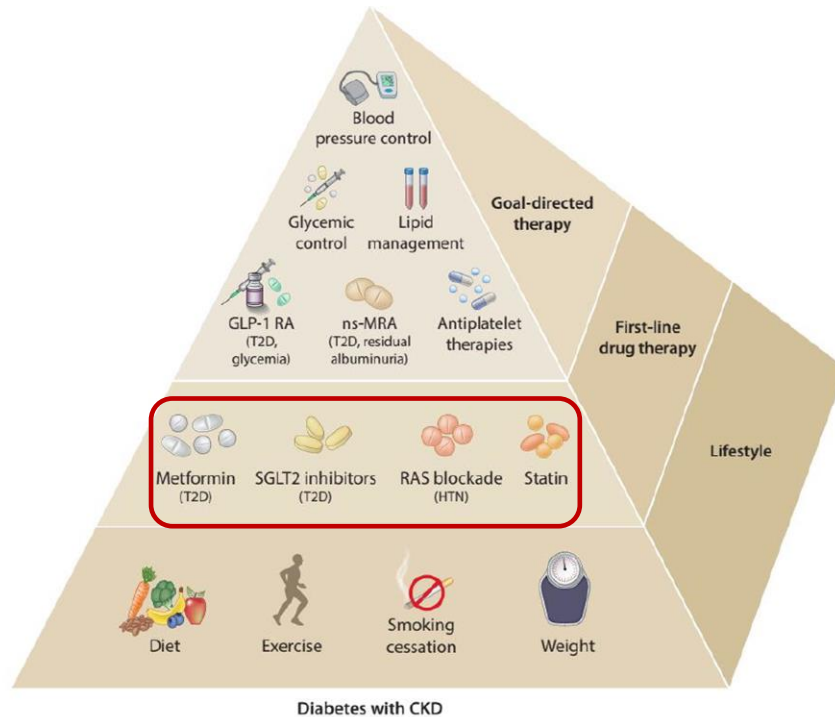 Blood
pressure control
Glycemic
control
Lipid
management
GLP-1 RA
(T2D,
glycemia)
ns-MRA
(T2D, residual
albuminuria)
Antiplatelet
therapies
Goal-directed
therapy
Metformin
(T2D)
SGLT2 inhibitors
(T2D)
RAS blockade
(HTN)
Statin
First-line
drug therapy
Diet
Exercise
Smoking
cessation
Weight
Lifestyle
Diabetes with CKD